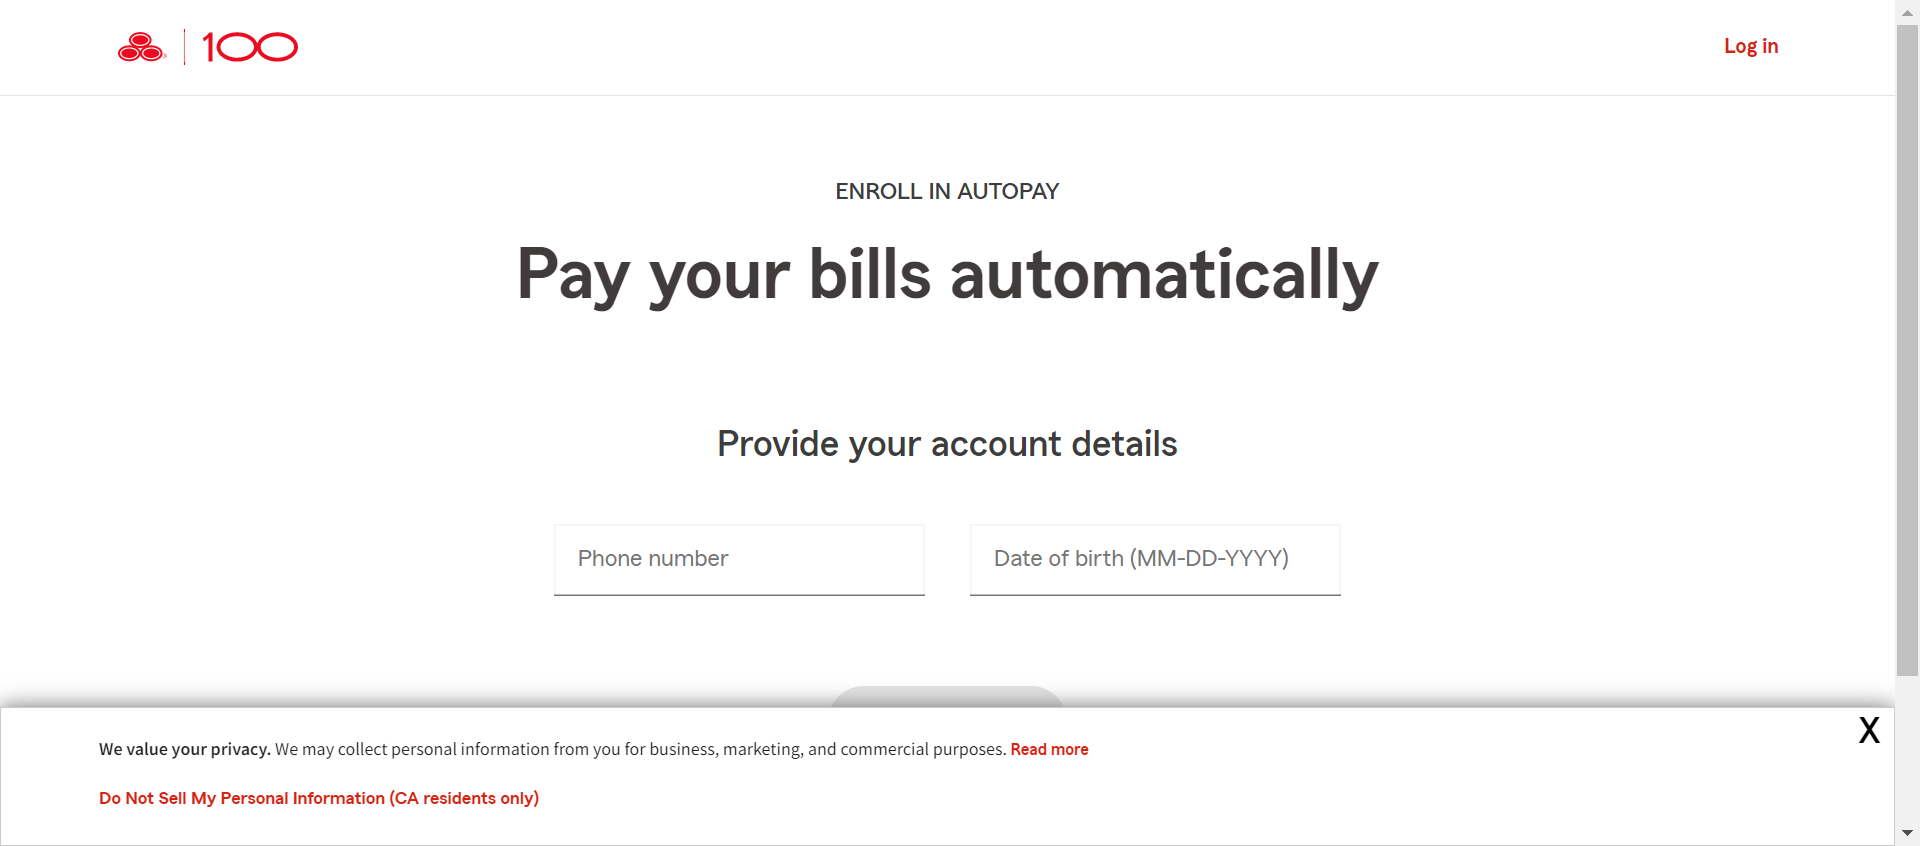 100
Log in
ENROLL IN AUTOPAY
Pay your bills automatically
Provide your account details
Phone number
Date of birth (MM-DD-YYYY)
X
We value your privacy. We may collect personal information from you for business, marketing, and commercial purposes. Read more
Do Not Sell My Personal Information (CA residents only)